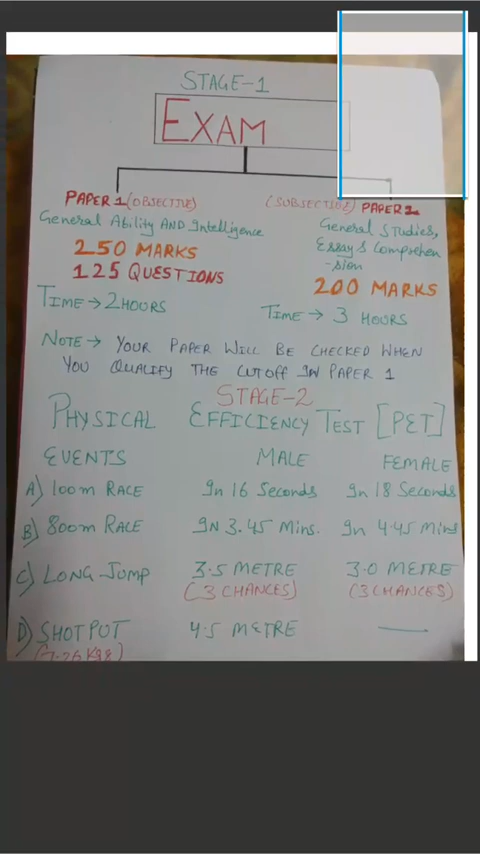 STAGE-1
EXAM
PAPER 1 (OBJECTIVE)
General Ability AND Intelligence
250 MARKS
125 QUESTIONS
TIME → 2 HOURS
(SUBJECTIVE) PAPER 2
General Studies,
Essay & Comprehen
-sion
200 MARKS
TIME → 3 HOURS
NOTE → YOUR PAPER WILL BE CHECKED WHEN
YOU QUALIFY THE CUTOFF IN PAPER 1
STAGE-2
PHYSICAL EFFICIENCY TEST [PET]
EVENTS MALE FEMALE
A) 100m RACE In 16 Seconds In 18 Seconds
B) 800m RACE IN 3.45 Mins. In 4.45 Mins
C) LONG-JUMP 3.5 METRE 3.0 METRE
(3 CHANCES) (3 CHANCES)
D) SHOTPUT 4.5 METRE —
(7.26 Kgs)